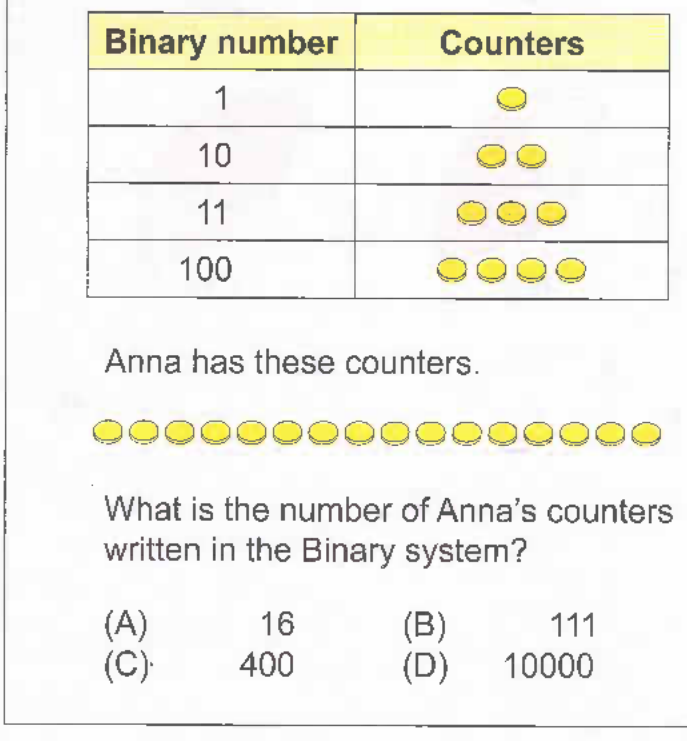 Binary number Counters
1
10
11
100
Anna has these counters.
What is the number of Anna's counters
written in the Binary system?
(A) 16 (B) 111
(C) 400 (D) 10000